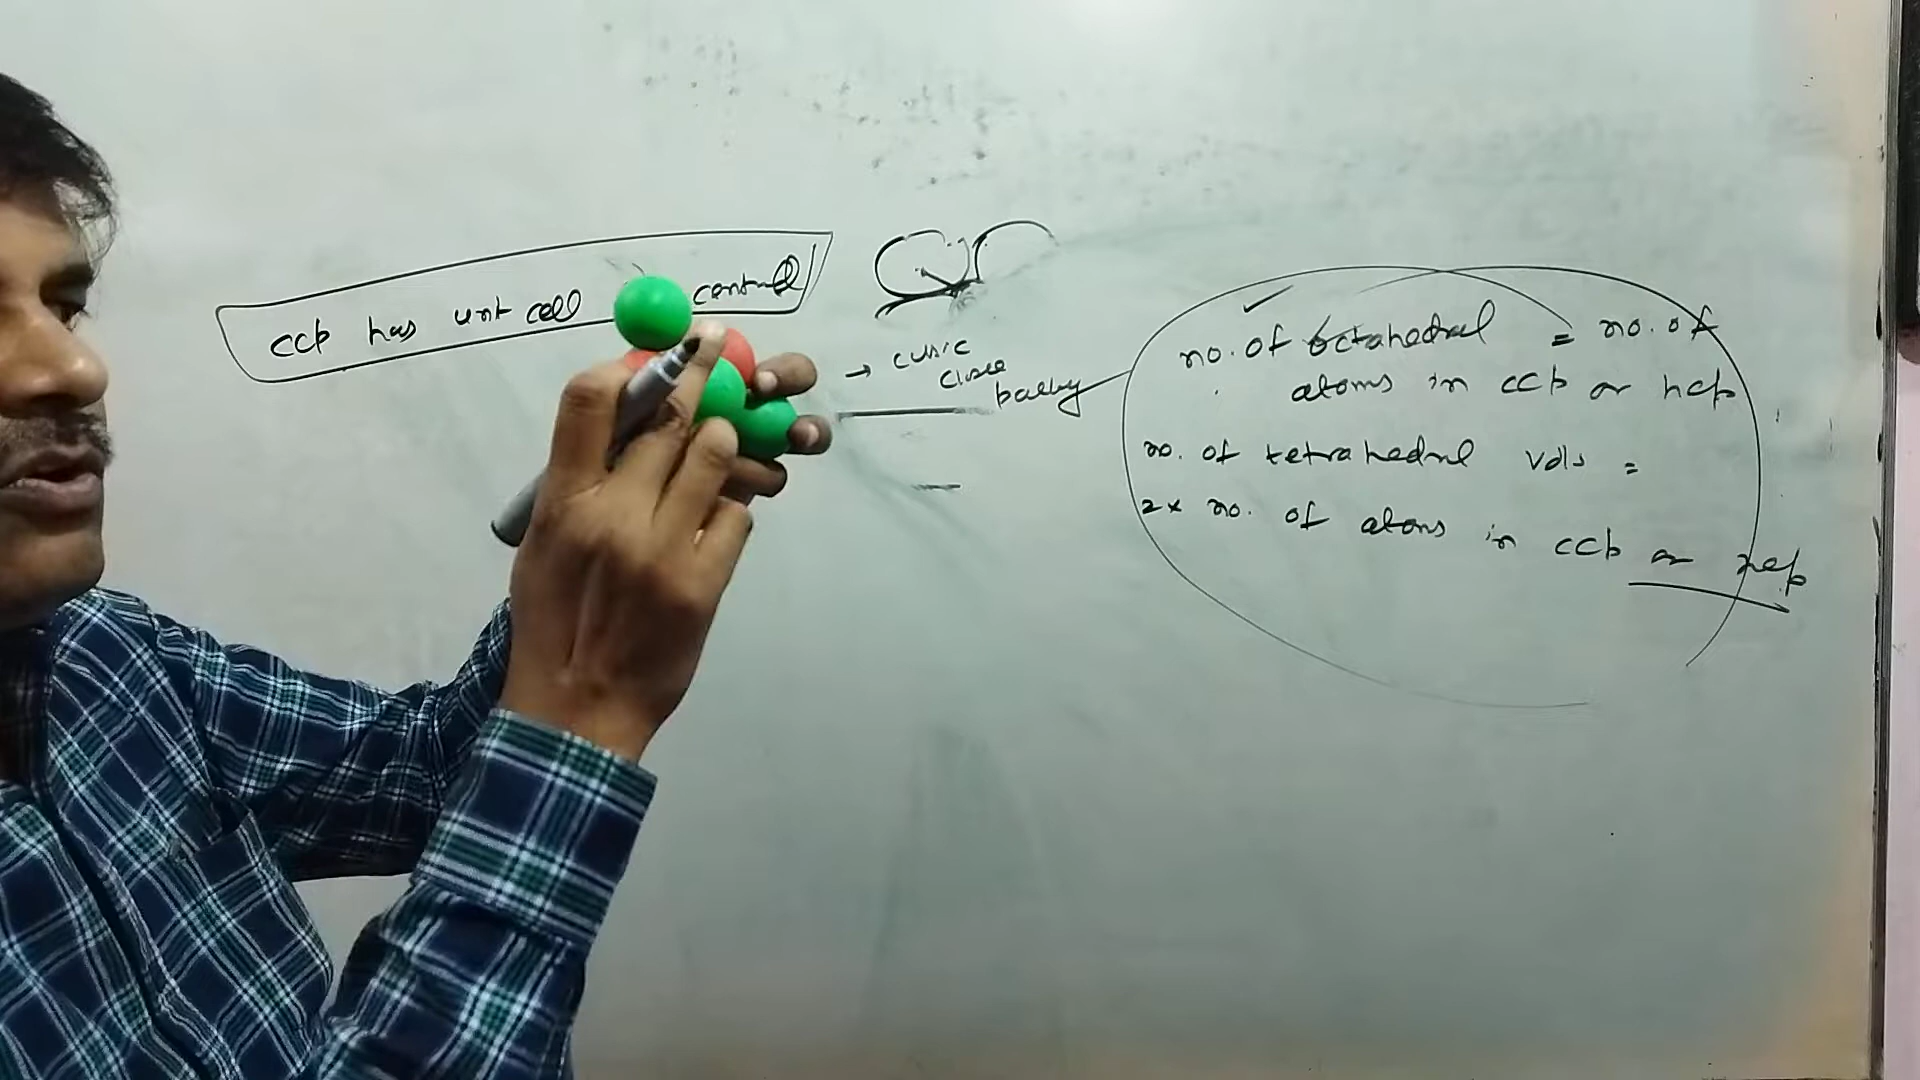 ccp has unit cell centred
→ cubic
close
packing
no. of octahedral = no. of
atoms in ccp or hcp
no. of tetrahedral voids =
2x no. of atoms in ccp or hcp